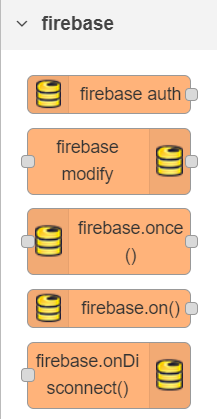 firebase
firebase auth
firebase
modify
firebase.once
()
firebase.on()
firebase.onDi
sconnect()